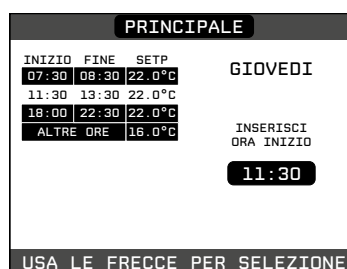 PRINCIPALE
INIZIO FINE SETP
07:30 08:30 22.0°C
11:30 13:30 22.0°C
18:00 22:30 22.0°C
ALTRE ORE 16.0°C
GIOVEDI
INSERISCI
ORA INIZIO
11:30
USA LE FRECCE PER SELEZIONE